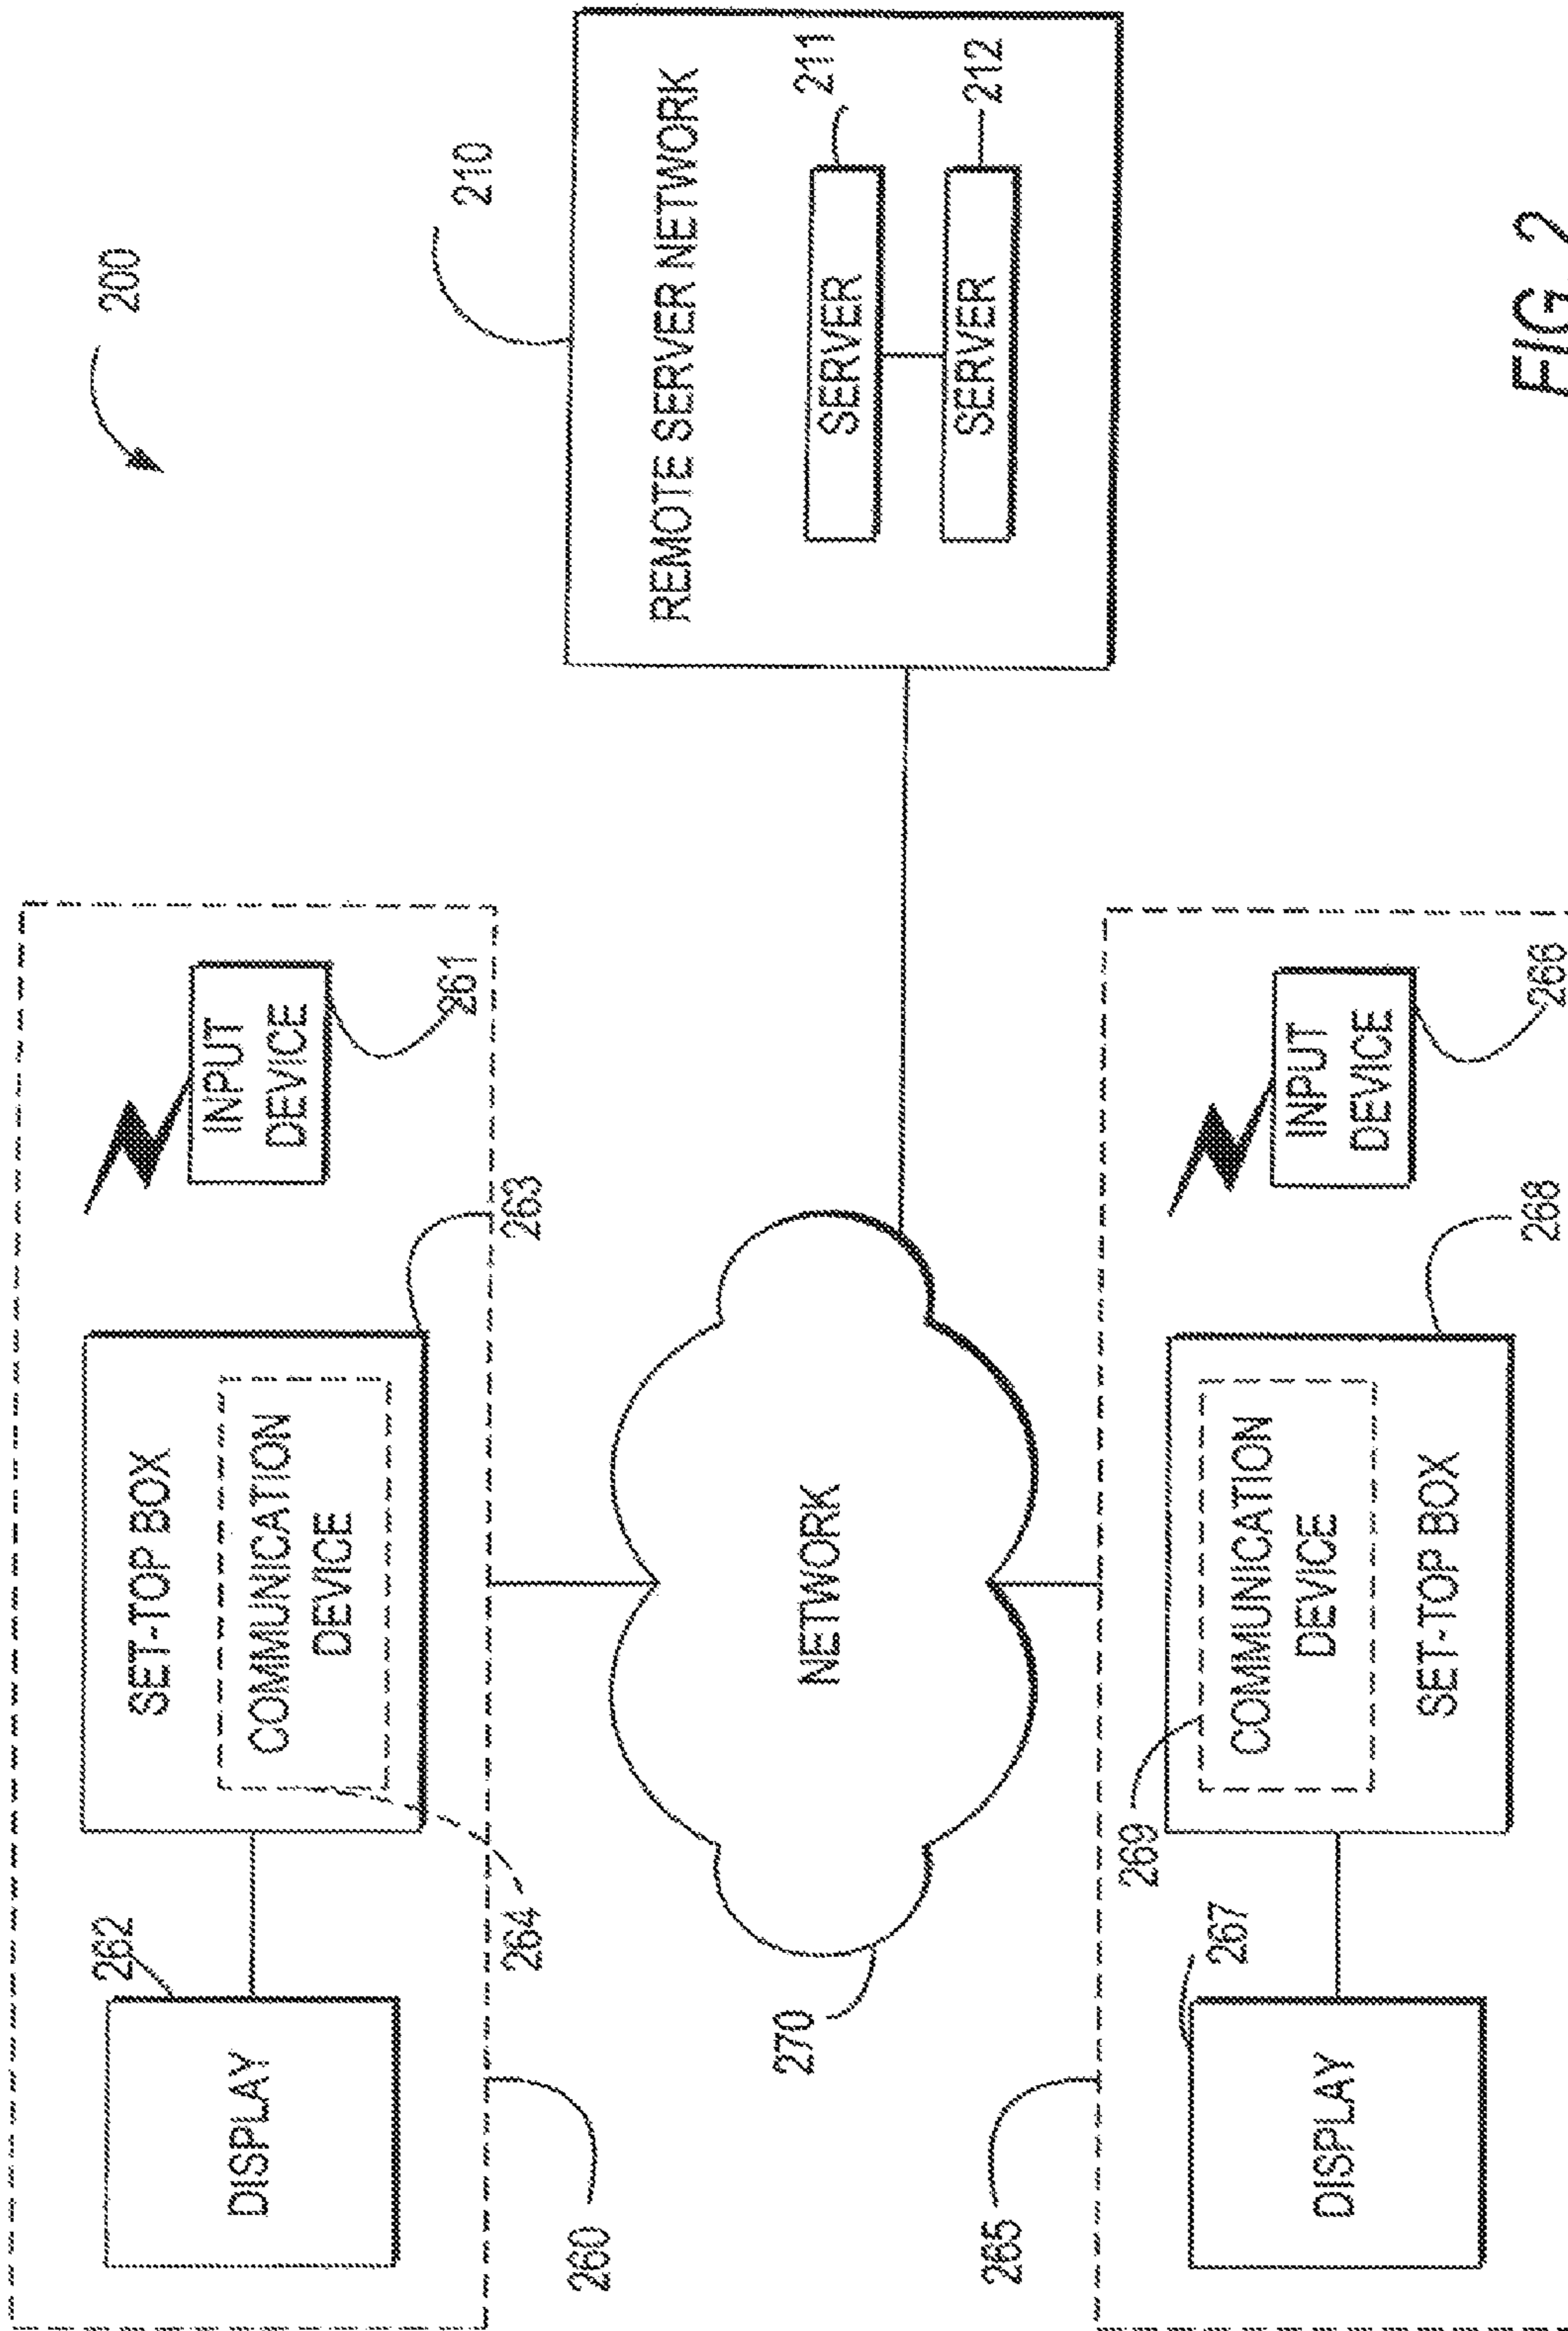 200
260
262
DISPLAY
SET-TOP BOX
COMMUNICATION
DEVICE
264
263
INPUT
DEVICE
261
270
NETWORK
210
REMOTE SERVER NETWORK
SERVER
211
SERVER
212
265
267
DISPLAY
269
COMMUNICATION
DEVICE
SET-TOP BOX
268
INPUT
DEVICE
266
FIG. 2